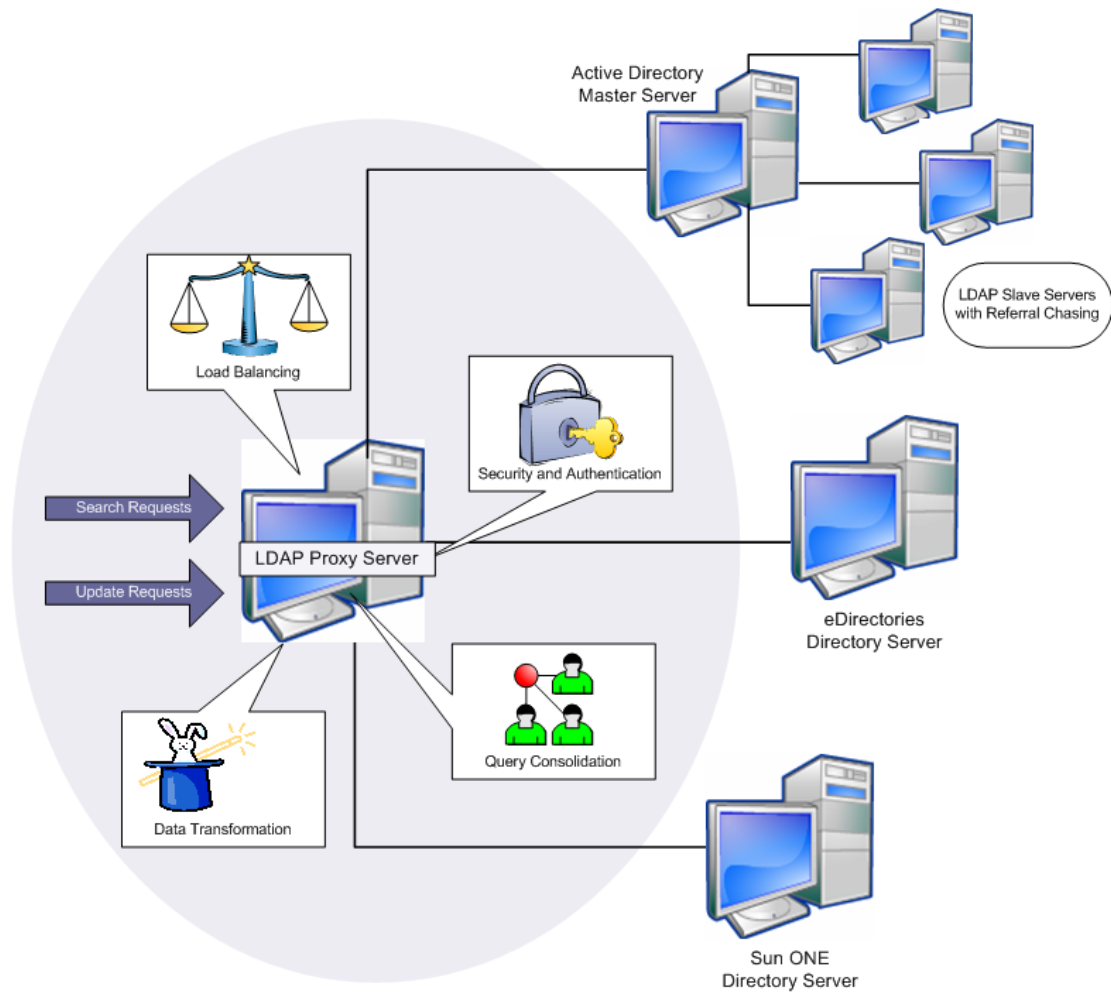 Active Directory
Master Server
LDAP Slave Servers
with Referral Chasing
Load Balancing
Security and Authentication
Search Requests
LDAP Proxy Server
Update Requests
eDirectories
Directory Server
Query Consolidation
Data Transformation
Sun ONE
Directory Server